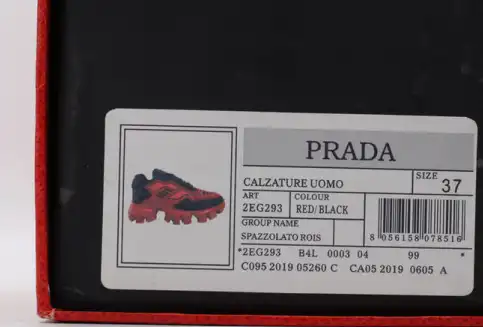 PRADA
CALZATURE UOMO
SIZE
37
ART
2EG293
COLOUR
RED/BLACK
GROUP NAME
SPAZZOLATO ROIS
8 056158 078516
*2EG293 B4L 0003 04 99 *
C095 2019 05260 C CA05 2019 0605 A